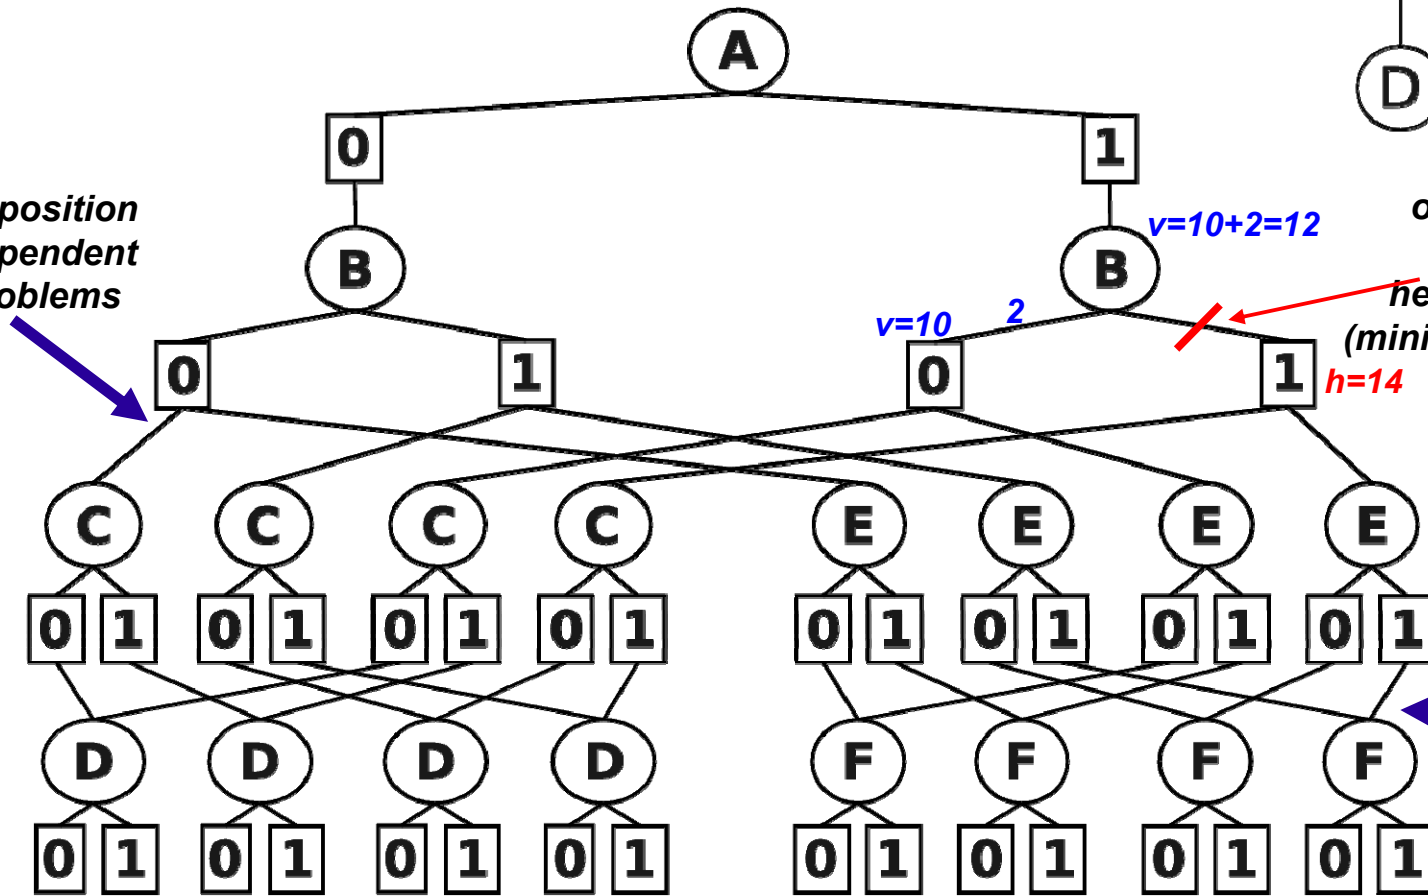 A
D
0 1
position
pendent
oblems
o
v=10+2=12
B B
he
(mini
v=10 2
0 1 0 1
h=14
C C C C E E E E
0 1 0 1 0 1 0 1 0 1 0 1 0 1 0 1
D D D D F F F F
0 1 0 1 0 1 0 1 0 1 0 1 0 1 0 1